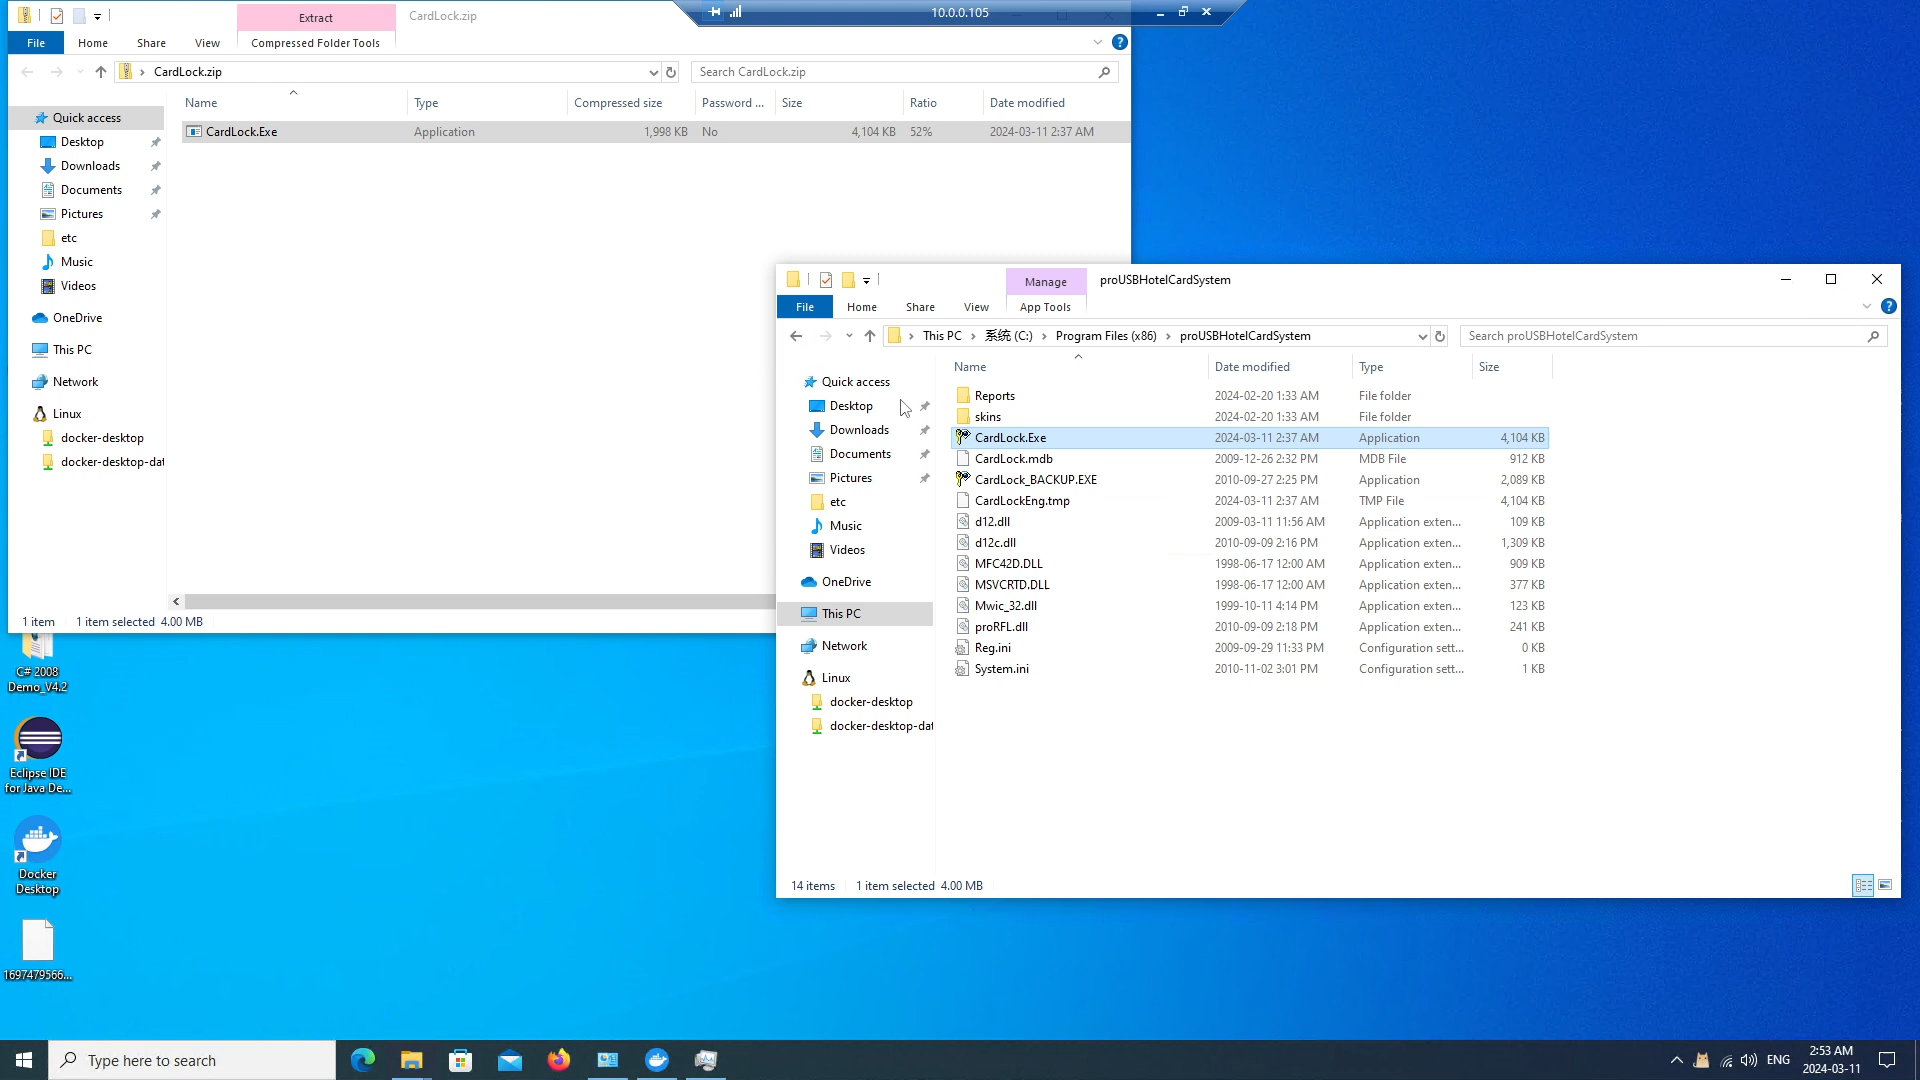 Extract
CardLock.zip
10.0.0.105
File
Home
Share
View
Compressed Folder Tools
CardLock.zip
Search CardLock.zip
Name
Type
Compressed size
Password ...
Size
Ratio
Date modified
CardLock.Exe
Application
1,998 KB
No
4,104 KB
52%
2024-03-11 2:37 AM
Quick access
Desktop
Downloads
Documents
Pictures
etc
Music
Videos
OneDrive
This PC
Network
Linux
docker-desktop
docker-desktop-dat
1 item
1 item selected 4.00 MB
Manage
proUSBHotelCardSystem
File
Home
Share
View
App Tools
This PC
系统 (C:)
Program Files (x86)
proUSBHotelCardSystem
Search proUSBHotelCardSystem
Name
Date modified
Type
Size
Quick access
Desktop
Downloads
Documents
Pictures
etc
Music
Videos
OneDrive
This PC
Network
Linux
docker-desktop
docker-desktop-dat
Reports 2024-02-20 1:33 AM File folder
skins 2024-02-20 1:33 AM File folder
CardLock.Exe 2024-03-11 2:37 AM Application 4,104 KB
CardLock.mdb 2009-12-26 2:32 PM MDB File 912 KB
CardLock_BACKUP.EXE 2010-09-27 2:25 PM Application 2,089 KB
CardLockEng.tmp 2024-03-11 2:37 AM TMP File 4,104 KB
d12.dll 2009-03-11 11:56 AM Application exten... 109 KB
d12c.dll 2010-09-09 2:16 PM Application exten... 1,309 KB
MFC42D.DLL 1998-06-17 12:00 AM Application exten... 909 KB
MSVCRTD.DLL 1998-06-17 12:00 AM Application exten... 377 KB
Mwic_32.dll 1999-10-11 4:14 PM Application exten... 123 KB
proRFL.dll 2010-09-09 2:18 PM Application exten... 241 KB
Reg.ini 2009-09-29 11:33 PM Configuration sett... 0 KB
System.ini 2010-11-02 3:01 PM Configuration sett... 1 KB
14 items
1 item selected 4.00 MB
C# 2008
Demo_V4.2
Eclipse IDE
for Java De...
Docker
Desktop
1697479566...
Type here to search
ENG
2:53 AM
2024-03-11